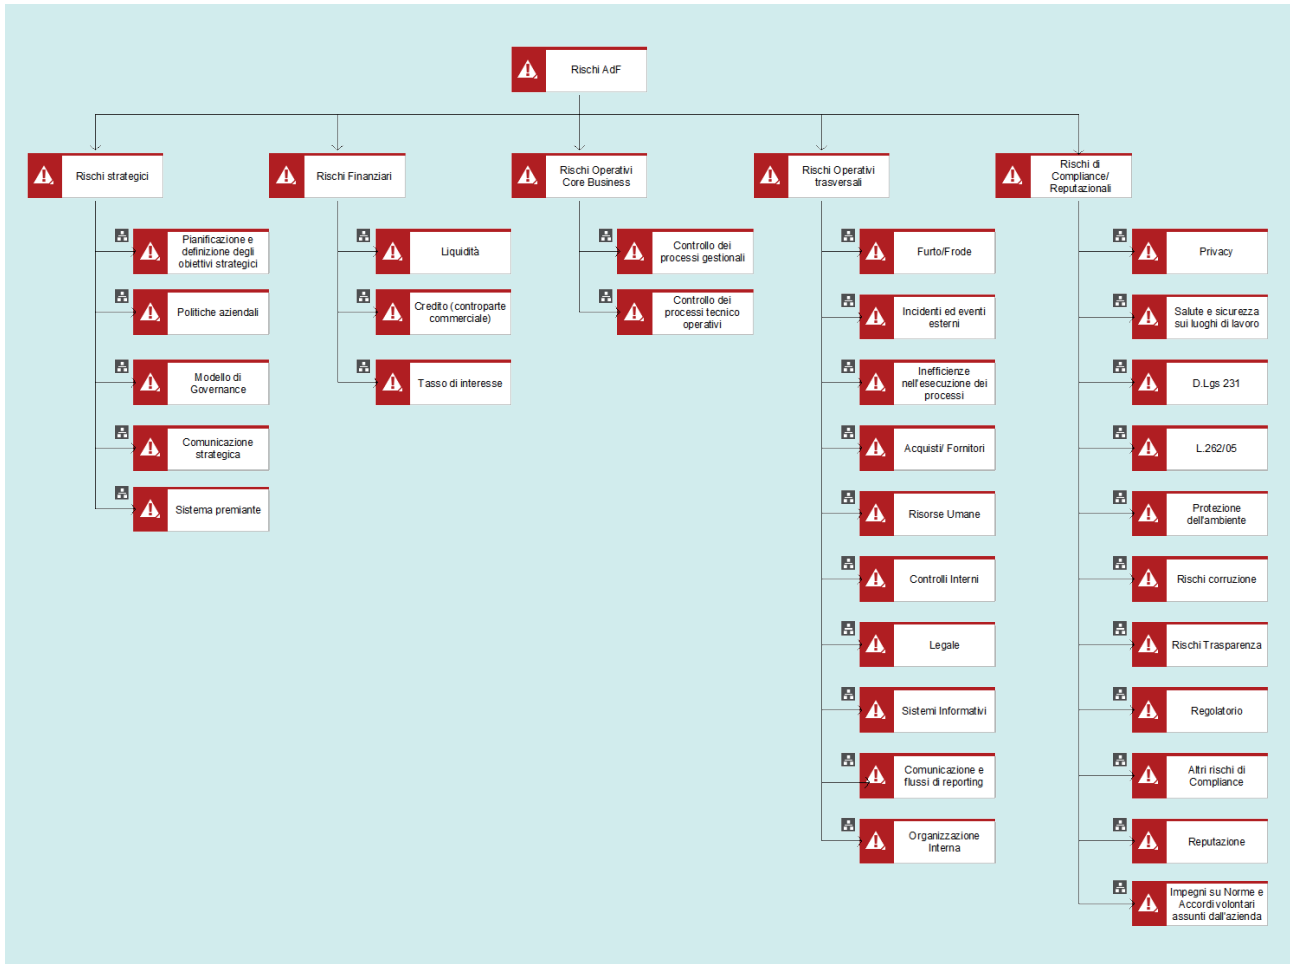 Rischi AdF
Rischi strategici
Rischi Finanziari
Rischi Operativi
Core Business
Rischi Operativi
trasversali
Rischi di
Compliance/
Reputazionali
Pianificazione e
definizione degli
obiettivi strategici
Politiche aziendali
Modello di
Governance
Comunicazione
strategica
Sistema premiante
Liquidità
Credito (controparte
commerciale)
Tasso di interesse
Controllo dei
processi gestionali
Controllo dei
processi tecnico
operativi
Furto/Frode
Incidenti ed eventi
esterni
Inefficienze
nell'esecuzione dei
processi
Acquisti/ Fornitori
Risorse Umane
Controlli Interni
Legale
Sistemi Informativi
Comunicazione e
flussi di reporting
Organizzazione
Interna
Privacy
Salute e sicurezza
sui luoghi di lavoro
D.Lgs 231
L.262/05
Protezione
dell'ambiente
Rischi corruzione
Rischi Trasparenza
Regolatorio
Altri rischi di
Compliance
Reputazione
Impegni su Norme e
Accordi volontari
assunti dall'azienda